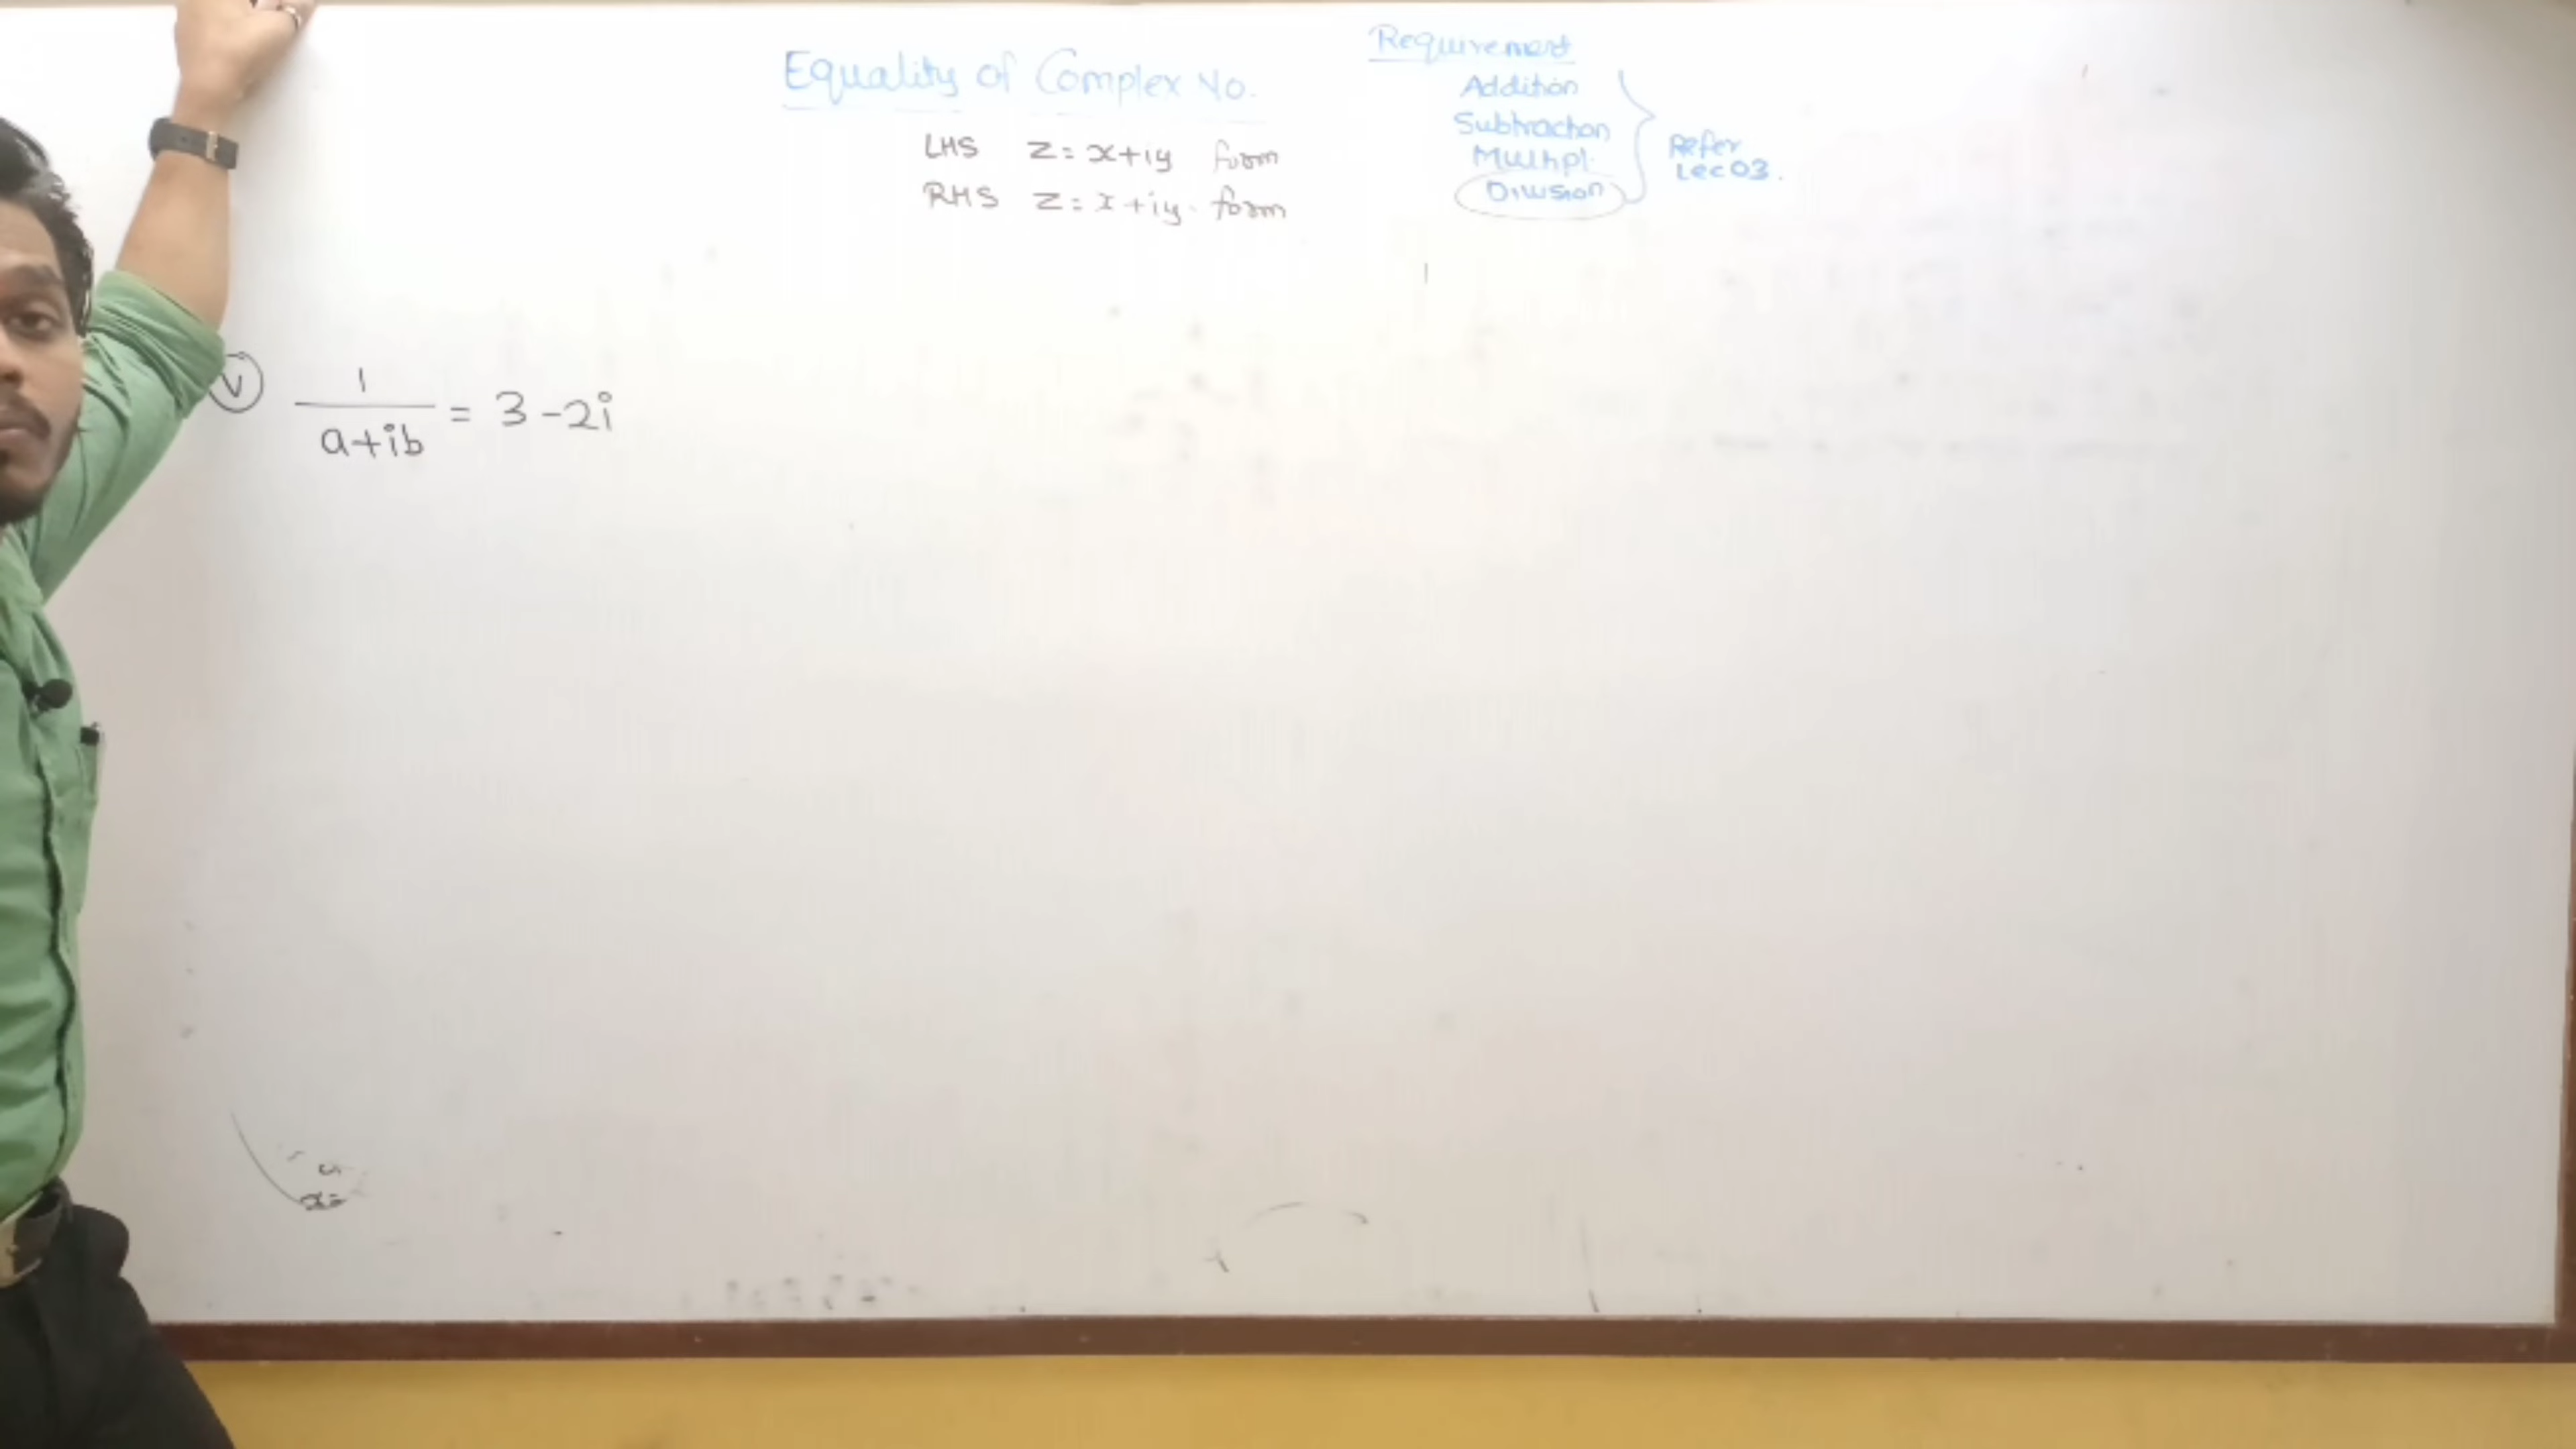 Equality of Complex No.
LHS z = x+iy form
RHS z = x+iy. form
Requirement
Addition
Subtraction
Multipl.
Division
Refer
Lec 03.
V 1/(a+ib) = 3-2i
x=